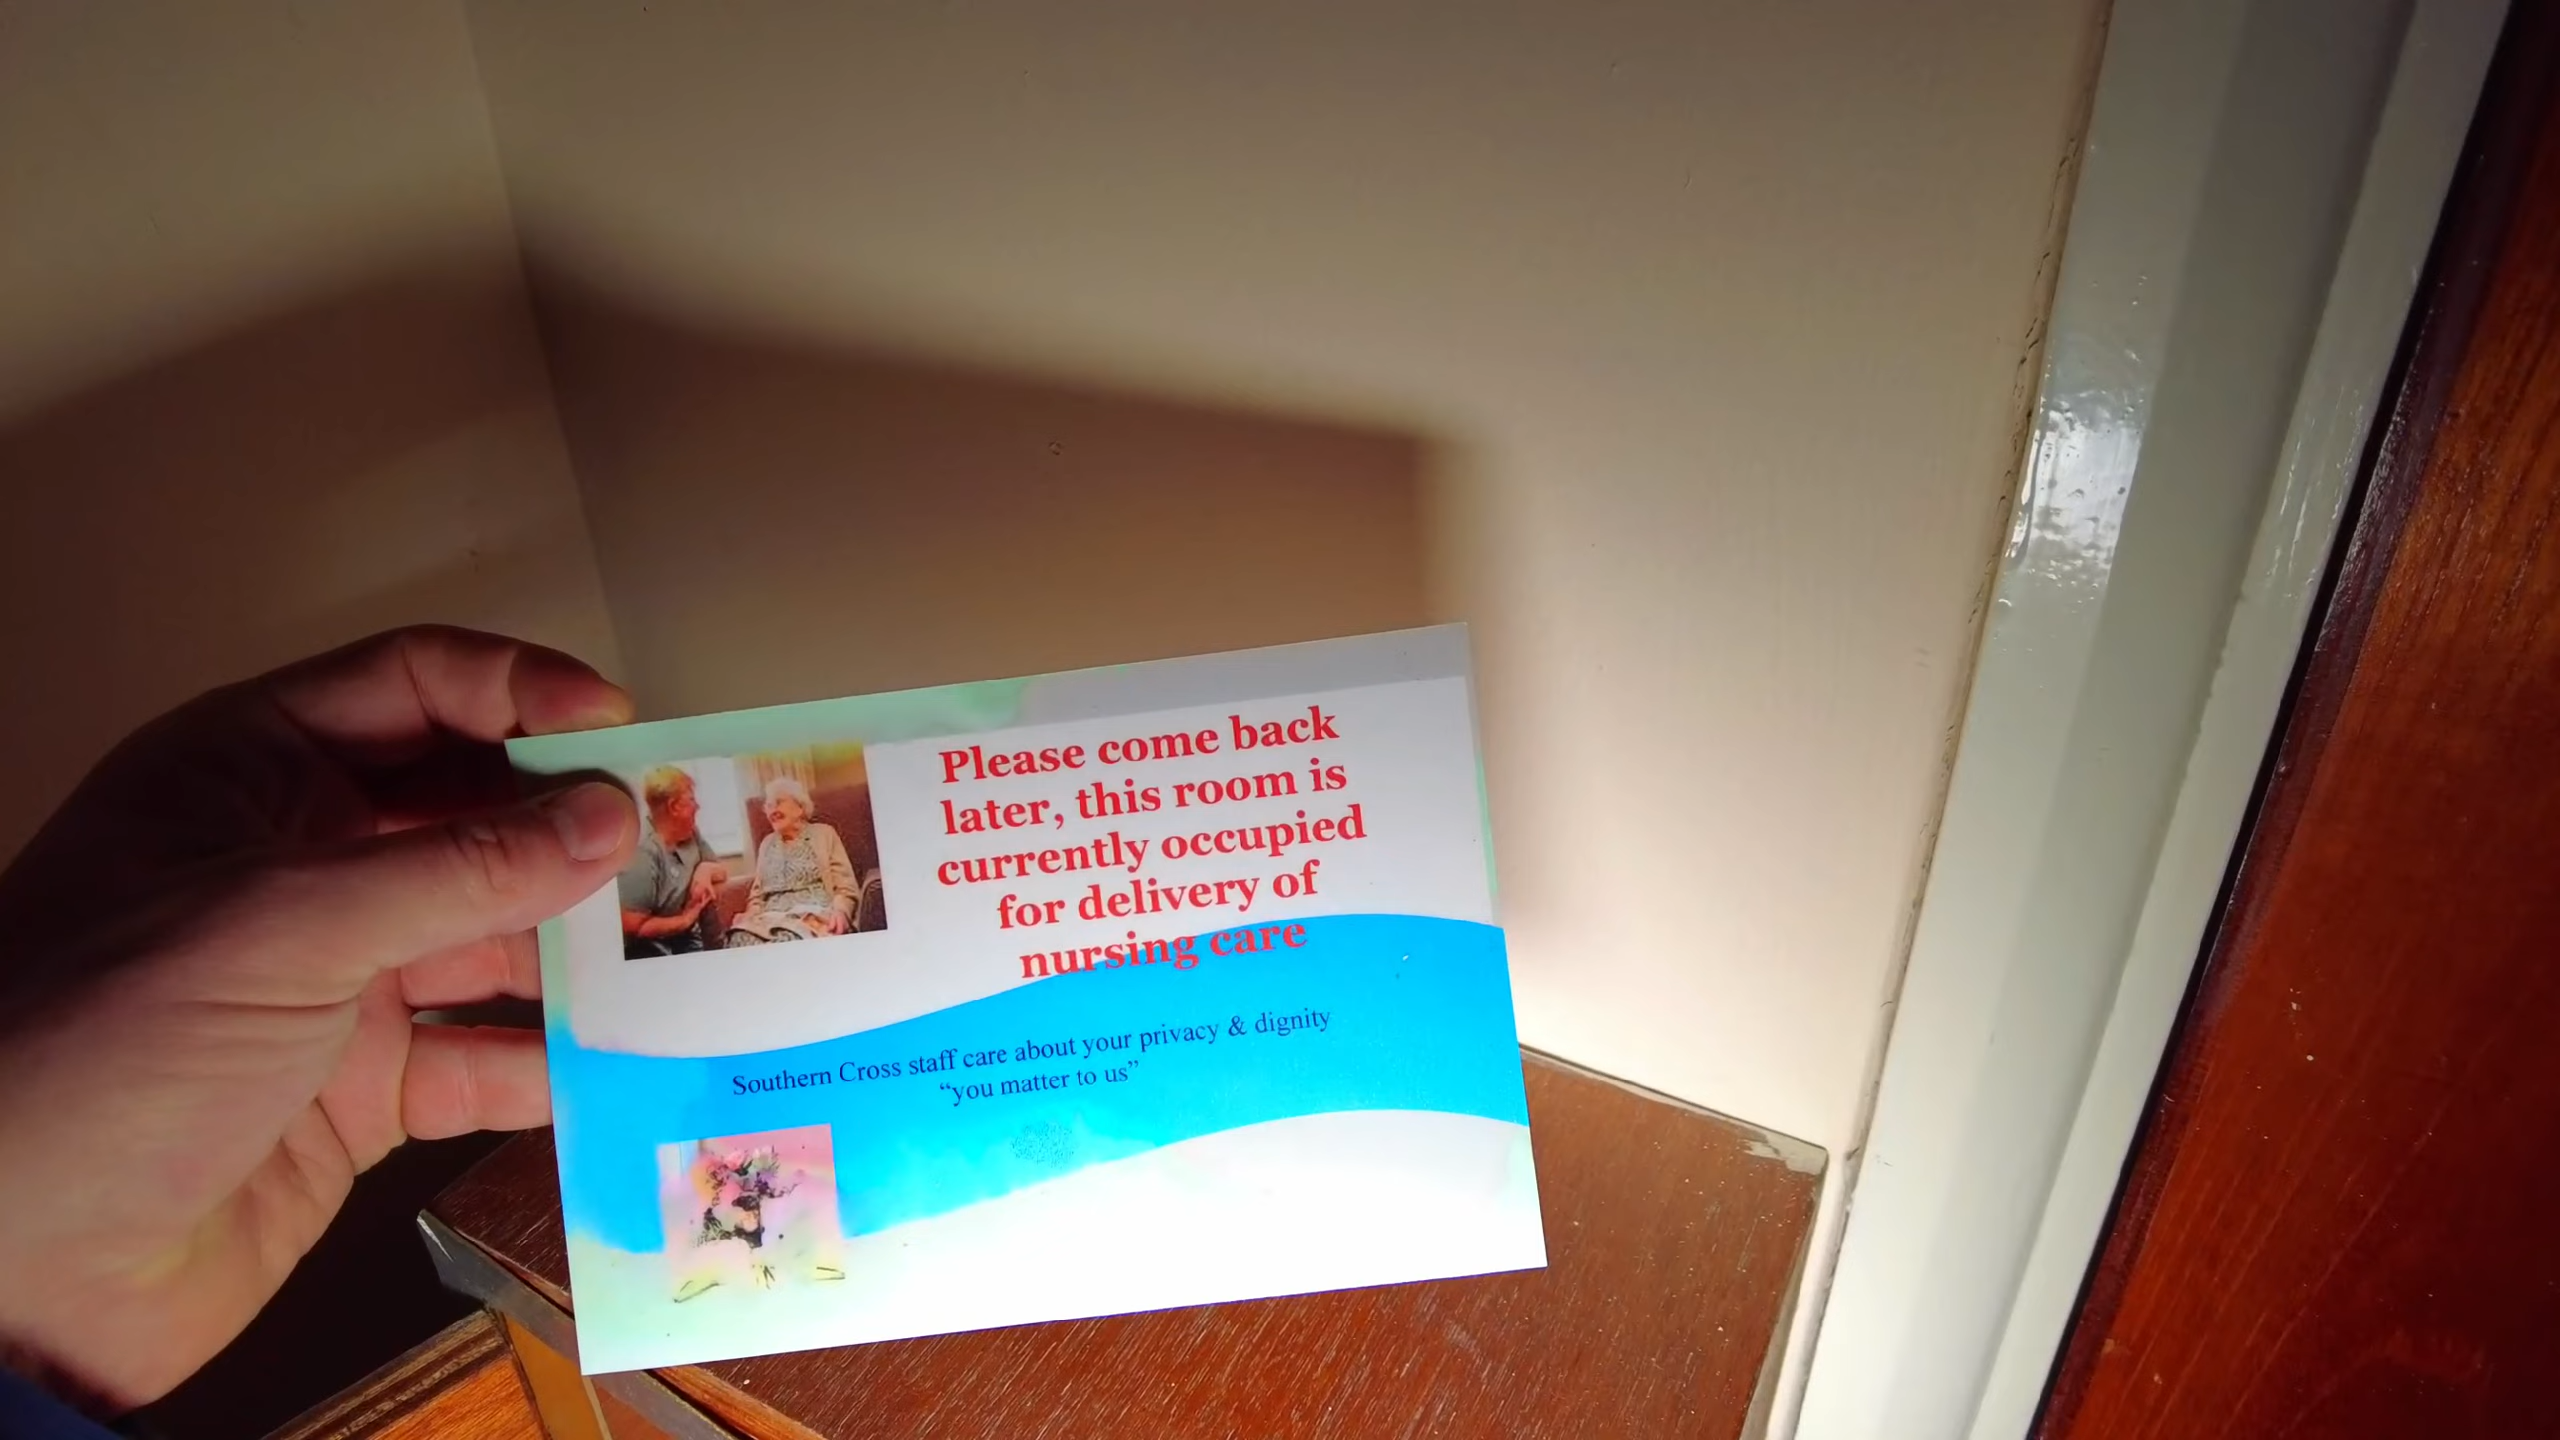 Please come back
later, this room is
currently occupied
for delivery of
nursing care
Southern Cross staff care about your privacy & dignity
“you matter to us”